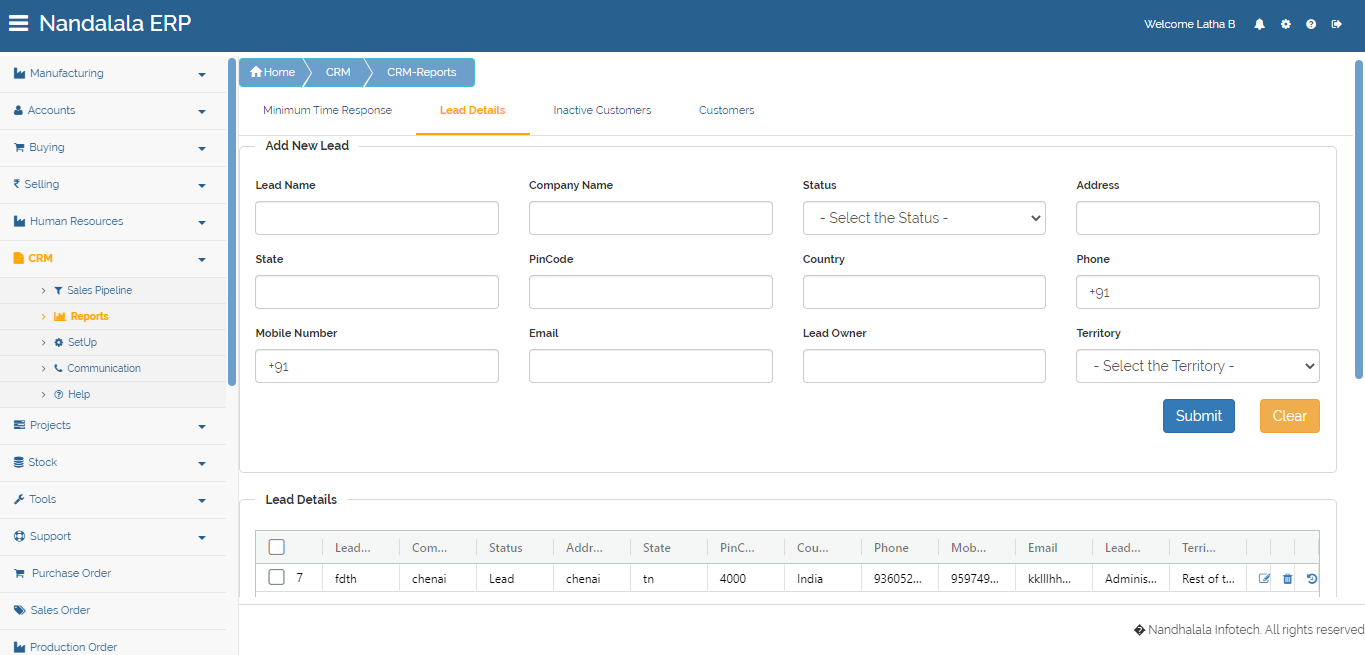 Nandalala ERP
Welcome Latha B
Manufacturing
Accounts
Buying
Selling
Human Resources
CRM
Sales Pipeline
Reports
SetUp
Communication
Help
Projects
Stock
Tools
Support
Purchase Order
Sales Order
Production Order
Home CRM CRM-Reports
Minimum Time Response Lead Details Inactive Customers Customers
Add New Lead
Lead Name Company Name Status Address
- Select the Status -
State PinCode Country Phone
+91
Mobile Number Email Lead Owner Territory
+91 - Select the Territory -
Submit Clear
Lead Details
Lead... Com... Status Addr... State PinC... Cou... Phone Mob... Email Lead... Terri...
7 fdth chenai Lead chenai tn 4000 India 936052... 959749... kklllhh... Adminis... Rest of t...
� Nandhalala Infotech. All rights reserved